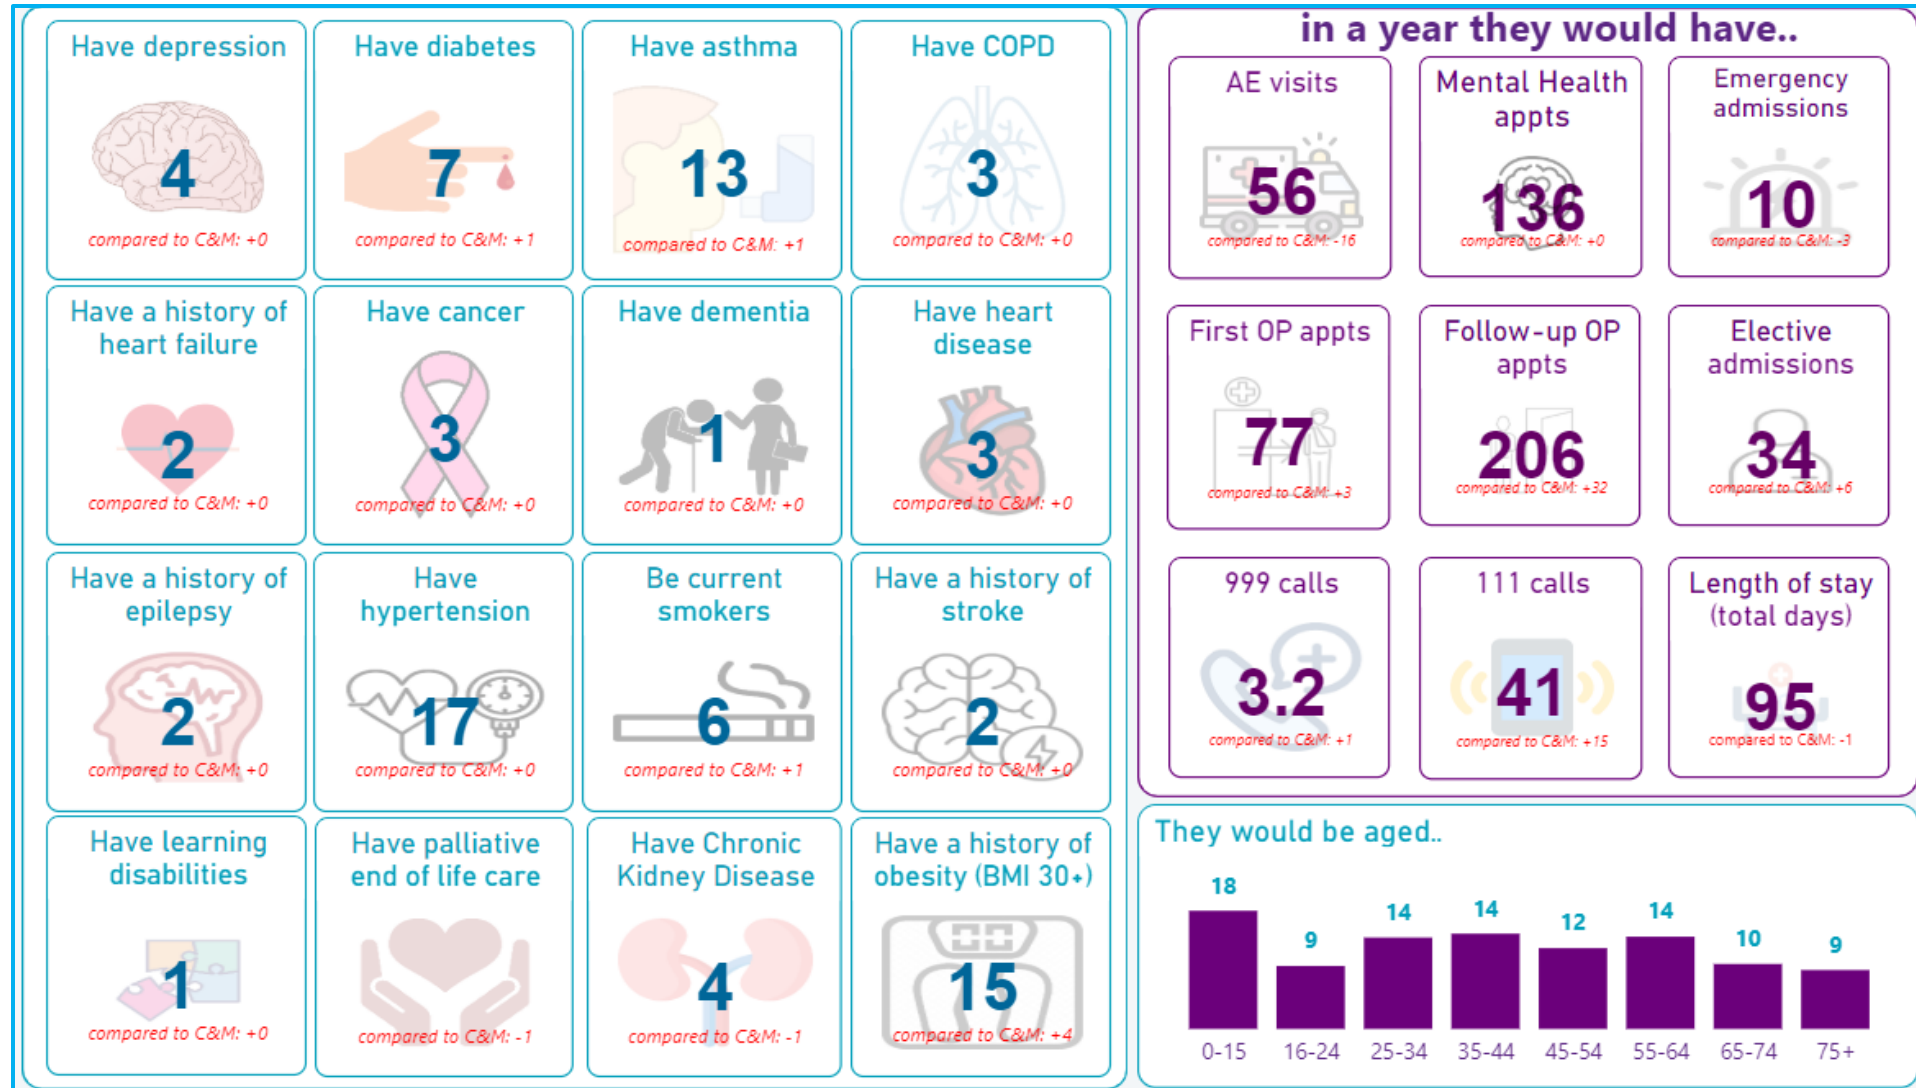 Have depression
4
compared to C&M: +0
Have diabetes
7
compared to C&M: +1
Have asthma
13
compared to C&M: +1
Have COPD
3
compared to C&M: +0
Have a history of
heart failure
2
compared to C&M: +0
Have cancer
3
compared to C&M: +0
Have dementia
1
compared to C&M: +0
Have heart
disease
3
compared to C&M: +0
Have a history of
epilepsy
2
compared to C&M: +0
Have
hypertension
17
compared to C&M: +0
Be current
smokers
6
compared to C&M: +1
Have a history of
stroke
2
compared to C&M: +0
Have learning
disabilities
1
compared to C&M: +0
Have palliative
end of life care
compared to C&M: -1
Have Chronic
Kidney Disease
4
compared to C&M: -1
Have a history of
obesity (BMI 30+)
15
compared to C&M: +4
in a year they would have..
AE visits
56
compared to C&M: -16
Mental Health
appts
136
compared to C&M: +0
Emergency
admissions
10
compared to C&M: -3
First OP appts
77
compared to C&M: +3
Follow-up OP
appts
206
compared to C&M: +32
Elective
admissions
34
compared to C&M: +6
999 calls
3.2
compared to C&M: +1
111 calls
41
compared to C&M: +15
Length of stay
(total days)
95
compared to C&M: -1
They would be aged..
18 9 14 14 12 14 10 9
0-15 16-24 25-34 35-44 45-54 55-64 65-74 75+